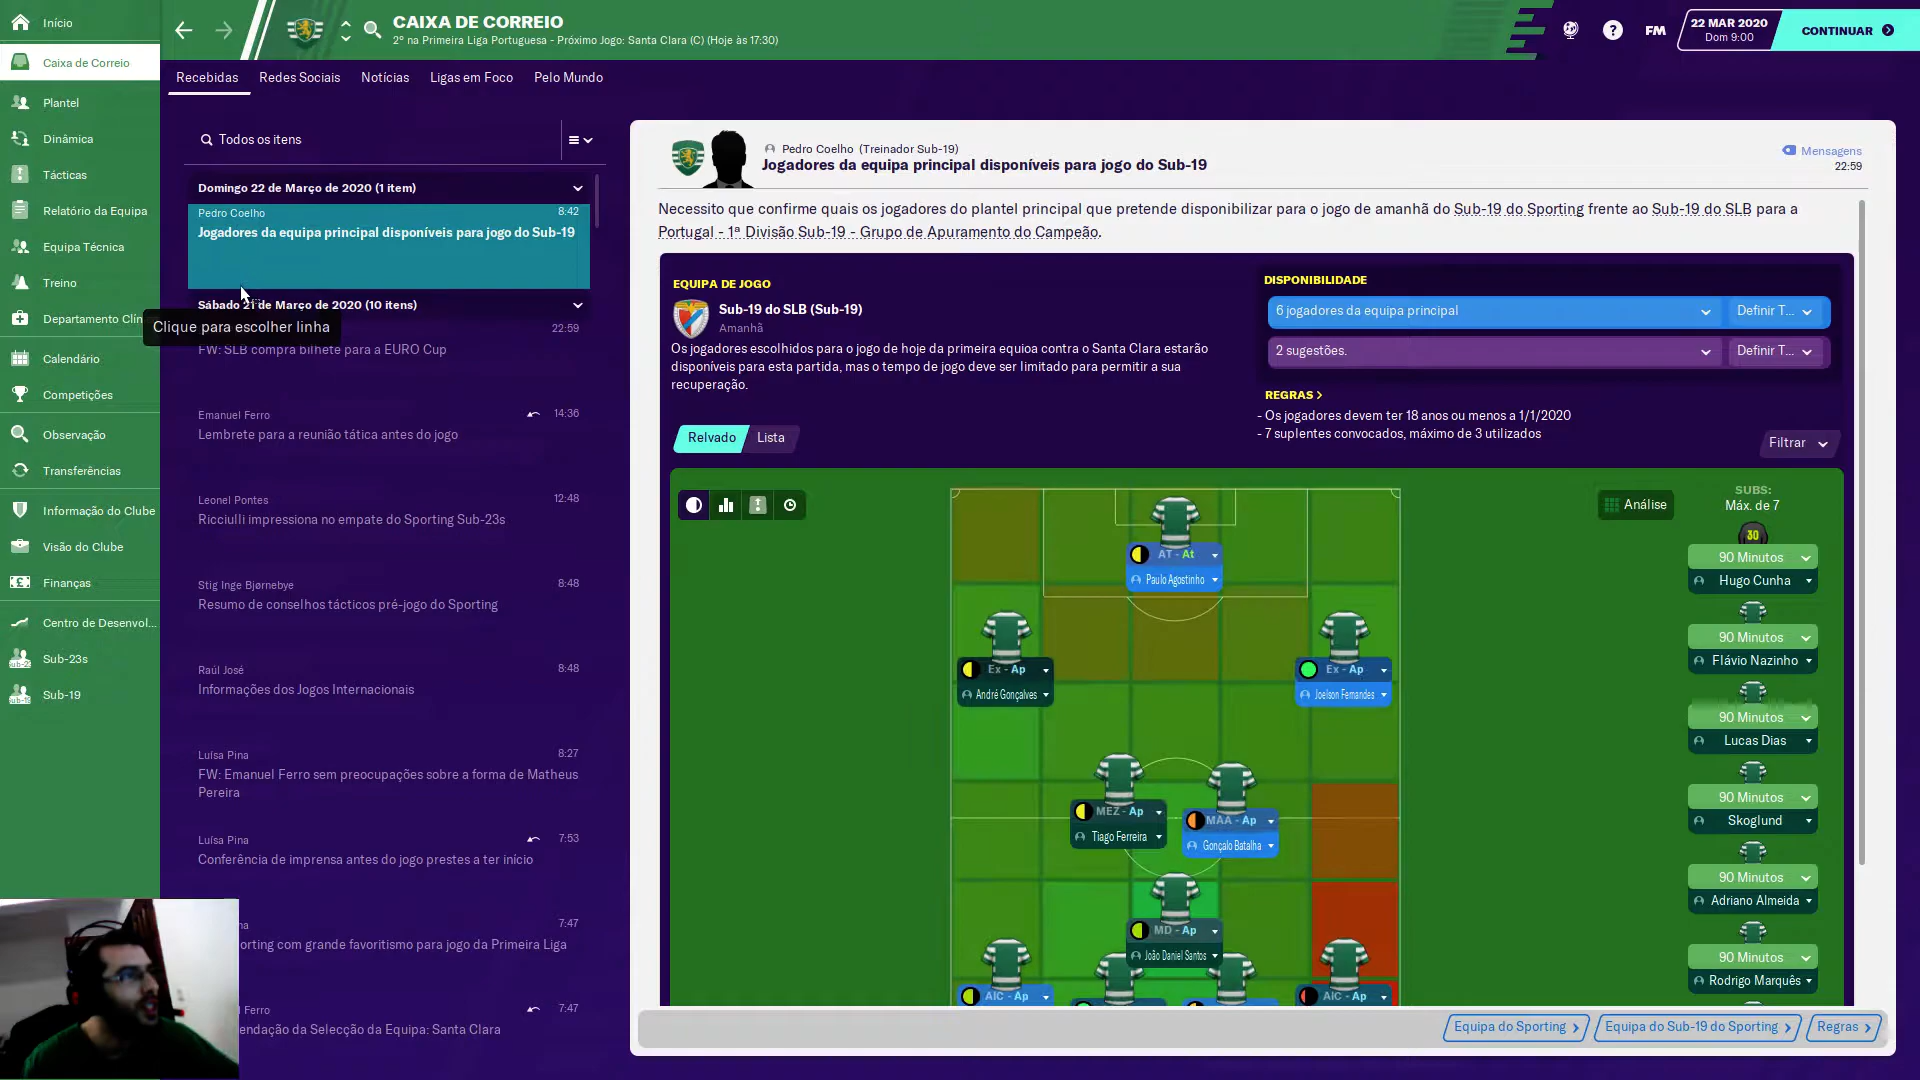 Início
Caixa de Correio
Plantel
Dinâmica
Tácticas
Relatório da Equipa
Equipa Técnica
Treino
Departamento Clín
Calendário
Competições
Observação
Transferências
Informação do Clube
Visão do Clube
Finanças
Centro de Desenvol...
Sub-23s
Sub-19
CAIXA DE CORREIO
2º na Primeira Liga Portuguesa - Próximo Jogo: Santa Clara (C) (Hoje às 17:30)
FM
22 MAR 2020
Dom 9:00
CONTINUAR
Recebidas
Redes Sociais
Notícias
Ligas em Foco
Pelo Mundo
Todos os itens
Domingo 22 de Março de 2020 (1 item)
Pedro Coelho 8:42
Jogadores da equipa principal disponíveis para jogo do Sub-19
Sábado 21 de Março de 2020 (10 itens)
Clique para escolher linha
22:59
FW: SLB compra bilhete para a EURO Cup
Emanuel Ferro 14:36
Lembrete para a reunião tática antes do jogo
Leonel Pontes 12:48
Ricciulli impressiona no empate do Sporting Sub-23s
Stig Inge Bjørnebye 8:48
Resumo de conselhos tácticos pré-jogo do Sporting
Raúl José 8:48
Informações dos Jogos Internacionais
Luísa Pina 8:27
FW: Emanuel Ferro sem preocupações sobre a forma de Matheus
Pereira
Luísa Pina 7:53
Conferência de imprensa antes do jogo prestes a ter início
na 7:47
orting com grande favoritismo para jogo da Primeira Liga
l Ferro 7:47
endação da Selecção da Equipa: Santa Clara
Pedro Coelho (Treinador Sub-19)
Jogadores da equipa principal disponíveis para jogo do Sub-19
Mensagens
22:59
Necessito que confirme quais os jogadores do plantel principal que pretende disponibilizar para o jogo de amanhã do Sub-19 do Sporting frente ao Sub-19 do SLB para a
Portugal - 1ª Divisão Sub-19 - Grupo de Apuramento do Campeão.
EQUIPA DE JOGO
Sub-19 do SLB (Sub-19)
Amanhã
Os jogadores escolhidos para o jogo de hoje da primeira equioa contra o Santa Clara estarão
disponíveis para esta partida, mas o tempo de jogo deve ser limitado para permitir a sua
recuperação.
DISPONIBILIDADE
6 jogadores da equipa principal
Definir T...
2 sugestões.
Definir T...
REGRAS
- Os jogadores devem ter 18 anos ou menos a 1/1/2020
- 7 suplentes convocados, máximo de 3 utilizados
Relvado
Lista
Filtrar
Análise
SUBS:
Máx. de 7
AT - At
Paulo Agostinho
Ex - Ap
André Gonçalves
Ex - Ap
Joelson Fernandes
MEZ - Ap
Tiago Ferreira
MAA - Ap
Gonçalo Batalha
MD - Ap
João Daniel Santos
AIC - Ap
AIC - Ap
30
90 Minutos
Hugo Cunha
90 Minutos
Flávio Nazinho
90 Minutos
Lucas Dias
90 Minutos
Skoglund
90 Minutos
Adriano Almeida
90 Minutos
Rodrigo Marquês
Equipa do Sporting
Equipa do Sub-19 do Sporting
Regras